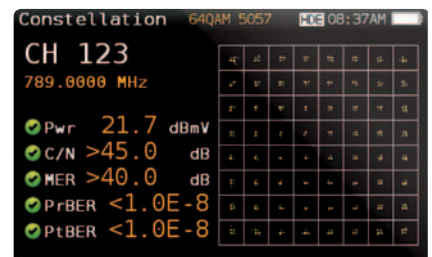 Constellation 64QAM 5057 HDE 08:37AM
CH 123
789.0000 MHz
Pwr 21.7 dBmV
C/N >45.0 dB
MER >40.0 dB
PrBER <1.0E-8
PtBER <1.0E-8